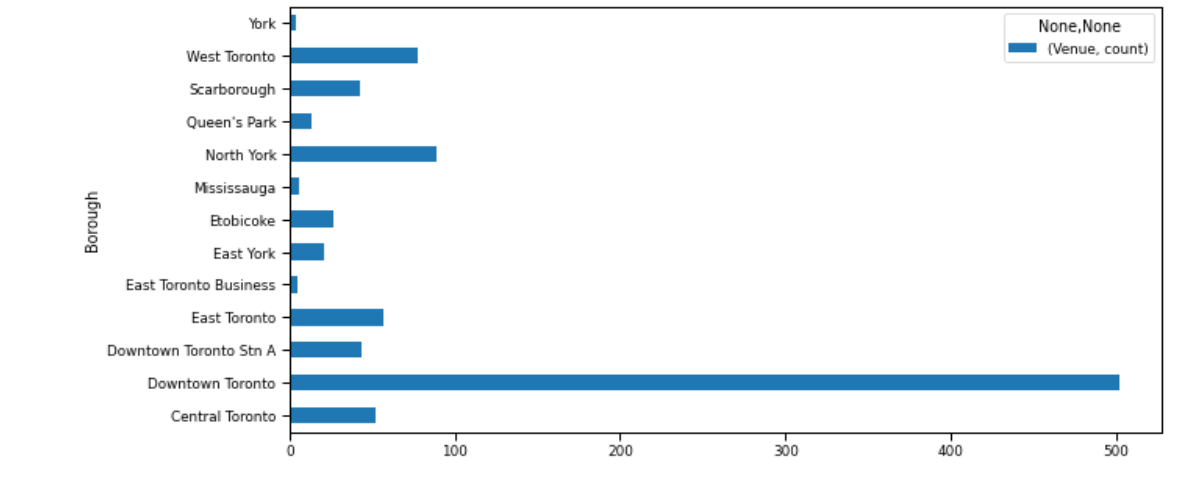 York
None,None
(Venue, count)
West Toronto
Scarborough
Queen's Park
North York
Mississauga
Etobicoke
East York
East Toronto Business
East Toronto
Downtown Toronto Stn A
Downtown Toronto
Central Toronto
Borough
0 100 200 300 400 500